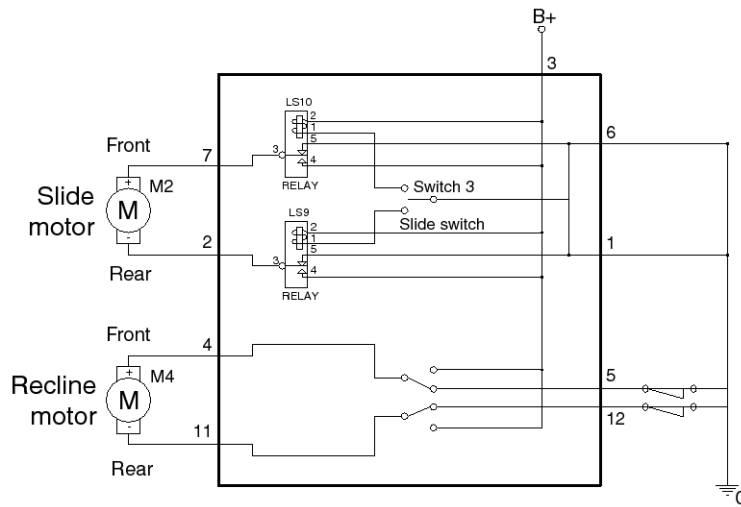 B+
3
LS10
2
1
5
3
4
RELAY
6
Front
7
M2
+
M
-
Slide
motor
2
Rear
Switch 3
Slide switch
LS9
2
1
5
3
4
RELAY
1
Front
4
M4
+
M
-
Recline
motor
11
Rear
5
12